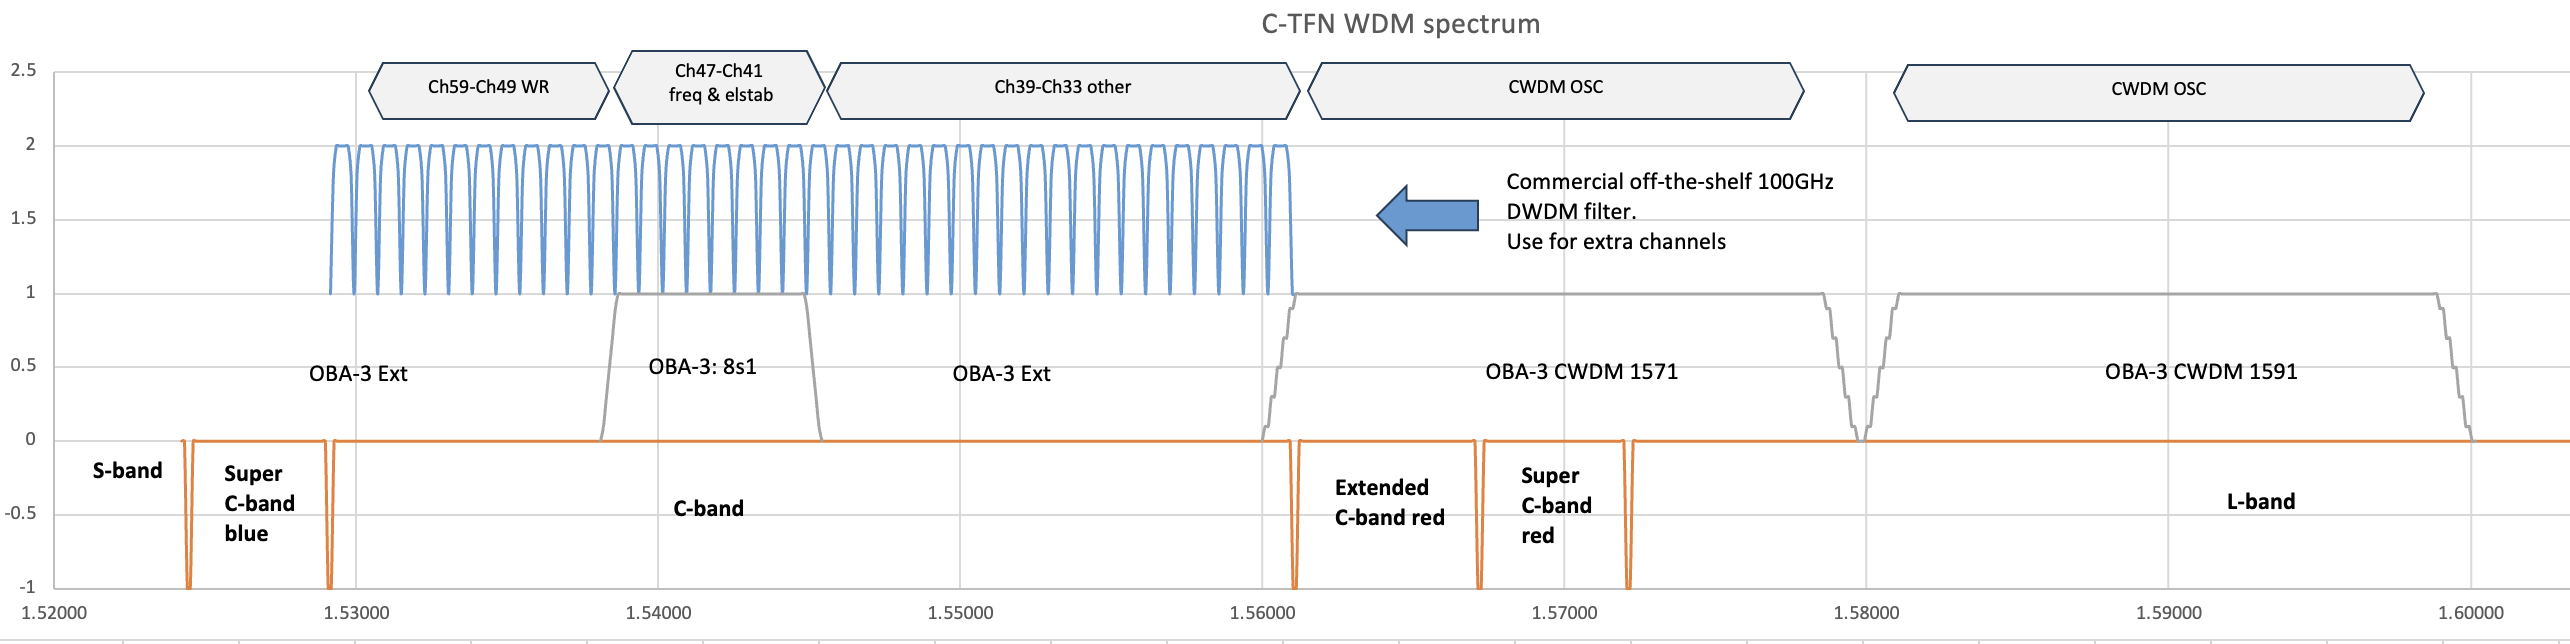 C-TFN WDM spectrum
2.5
2
1.5
1
0.5
0
-0.5
-1
Ch59-Ch49 WR
Ch47-Ch41
freq & elstab
Ch39-Ch33 other
CWDM OSC
CWDM OSC
Commercial off-the-shelf 100GHz
DWDM filter.
Use for extra channels
OBA-3 Ext
OBA-3: 8s1
OBA-3 Ext
OBA-3 CWDM 1571
OBA-3 CWDM 1591
S-band
Super
C-band
blue
C-band
Extended
C-band red
Super
C-band
red
L-band
1.52000
1.53000
1.54000
1.55000
1.56000
1.57000
1.58000
1.59000
1.60000